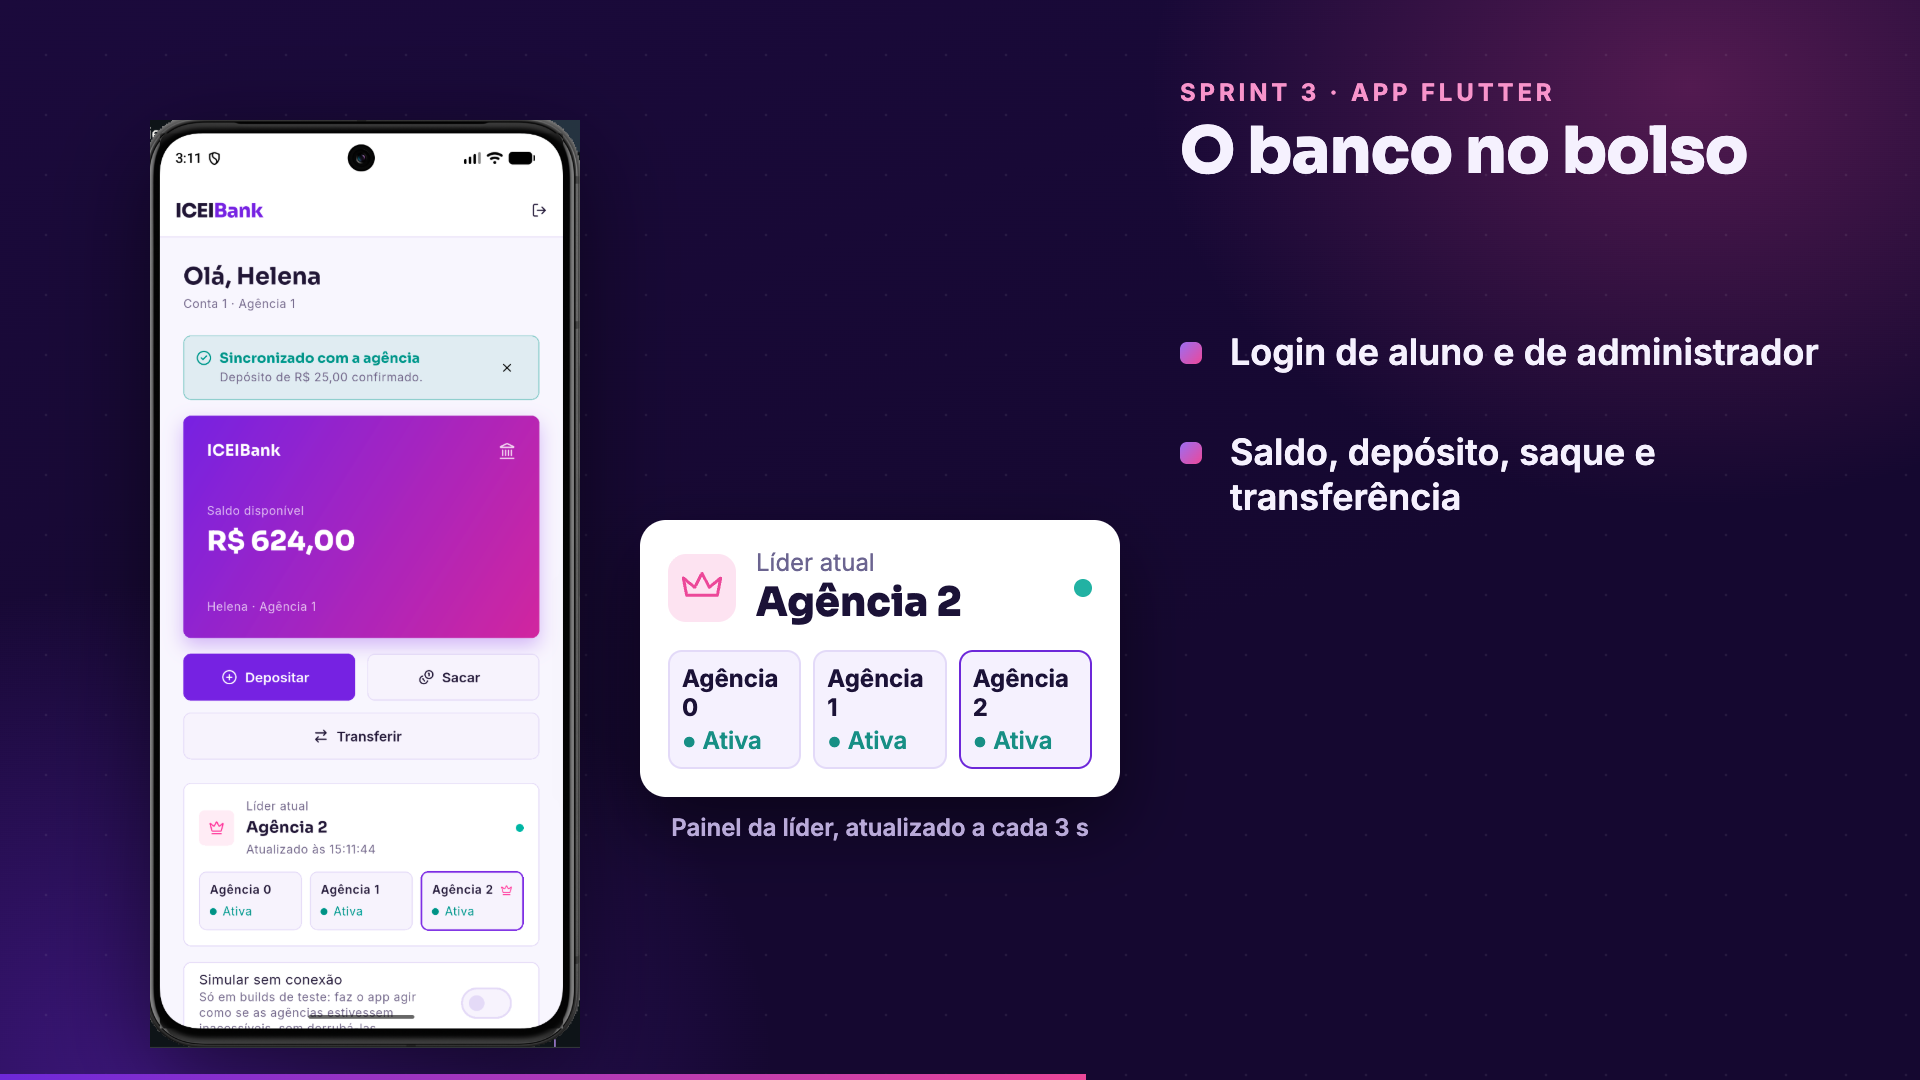 3:11
ICEIBank
Olá, Helena
Conta 1 · Agência 1
Sincronizado com a agência
Depósito de R$ 25,00 confirmado.
ICEIBank
Saldo disponível
R$ 624,00
Helena · Agência 1
Depositar
Sacar
Transferir
Líder atual
Agência 2
Atualizado às 15:11:44
Agência 0
Ativa
Agência 1
Ativa
Agência 2
Ativa
Simular sem conexão
Só em builds de teste: faz o app agir
como se as agências estivessem
Líder atual
Agência 2
Agência
0
Ativa
Agência
1
Ativa
Agência
2
Ativa
Painel da líder, atualizado a cada 3 s
SPRINT 3 · APP FLUTTER
O banco no bolso
Login de aluno e de administrador
Saldo, depósito, saque e
transferência